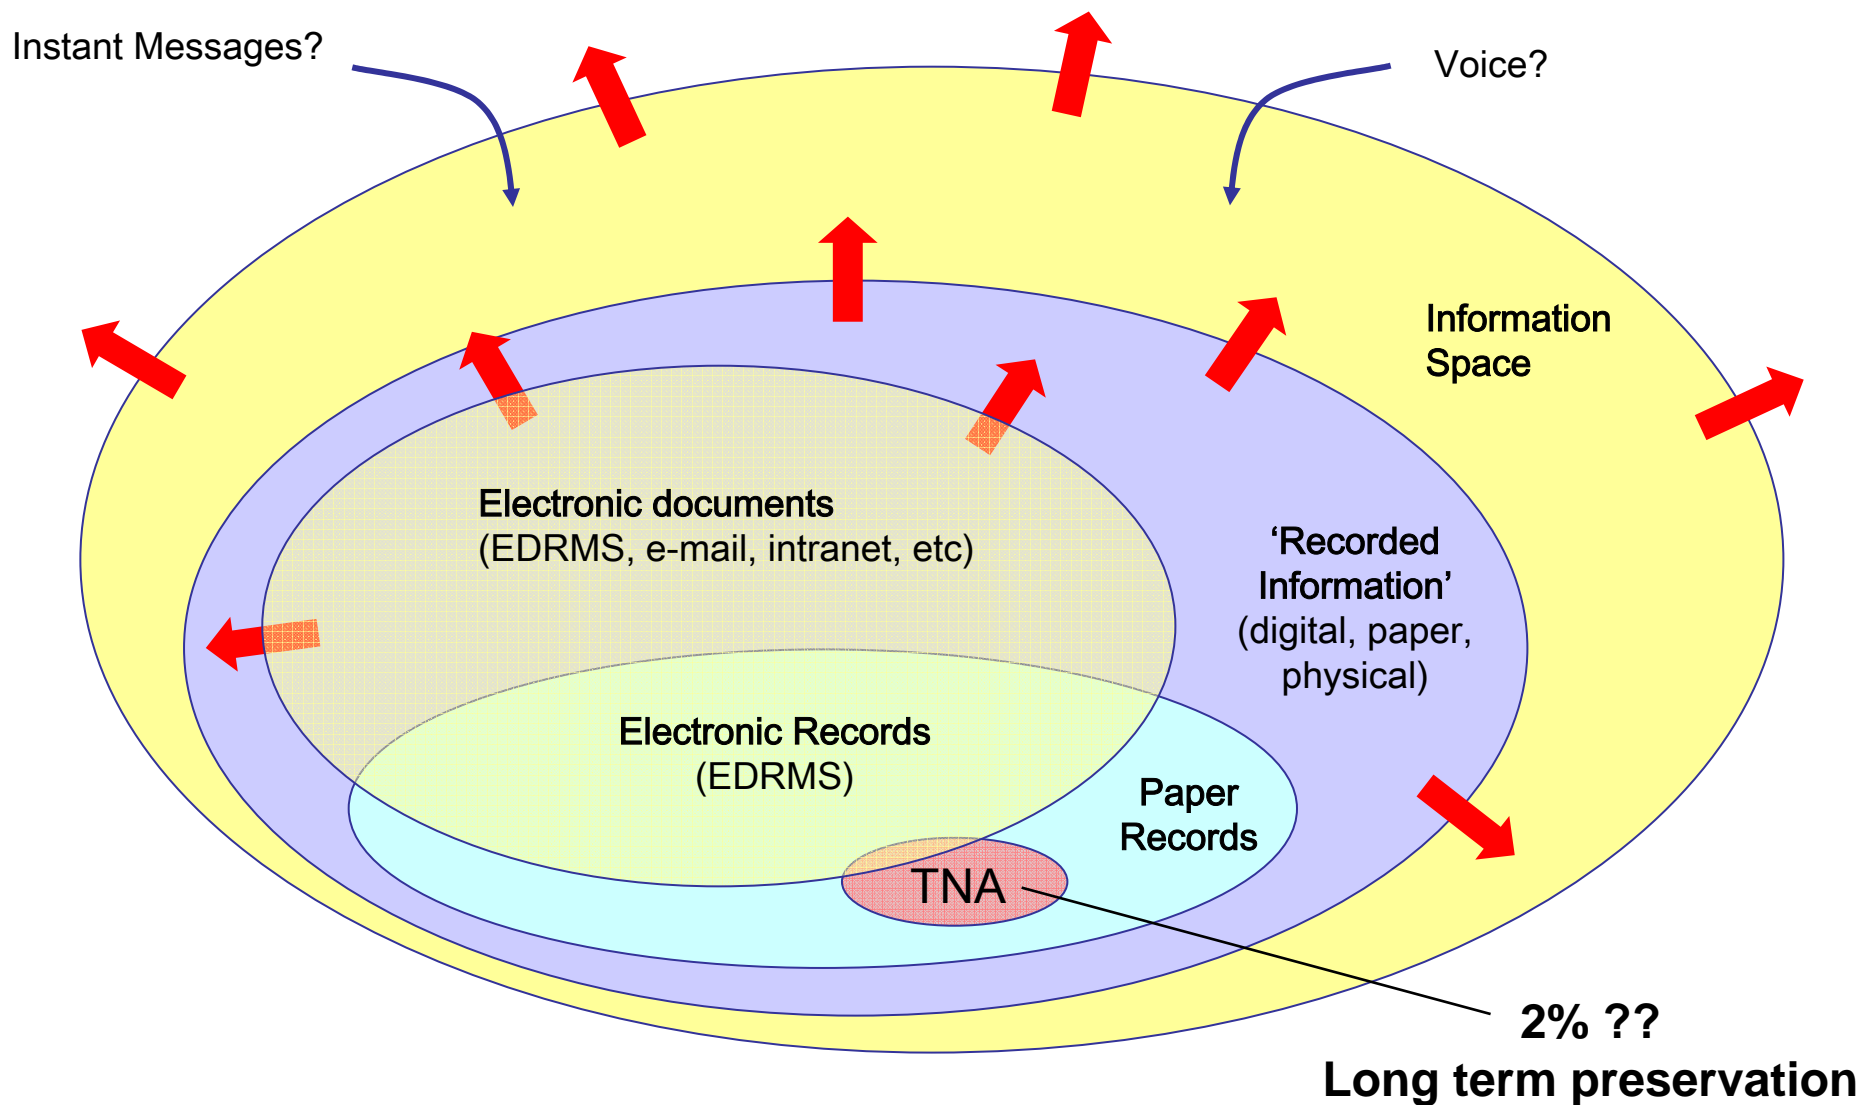 Instant Messages?
Voice?
Information
Space
Electronic documents
(EDRMS, e-mail, intranet, etc)
‘Recorded
Information’
(digital, paper,
physical)
Electronic Records
(EDRMS)
Paper
Records
TNA
2% ??
Long term preservation